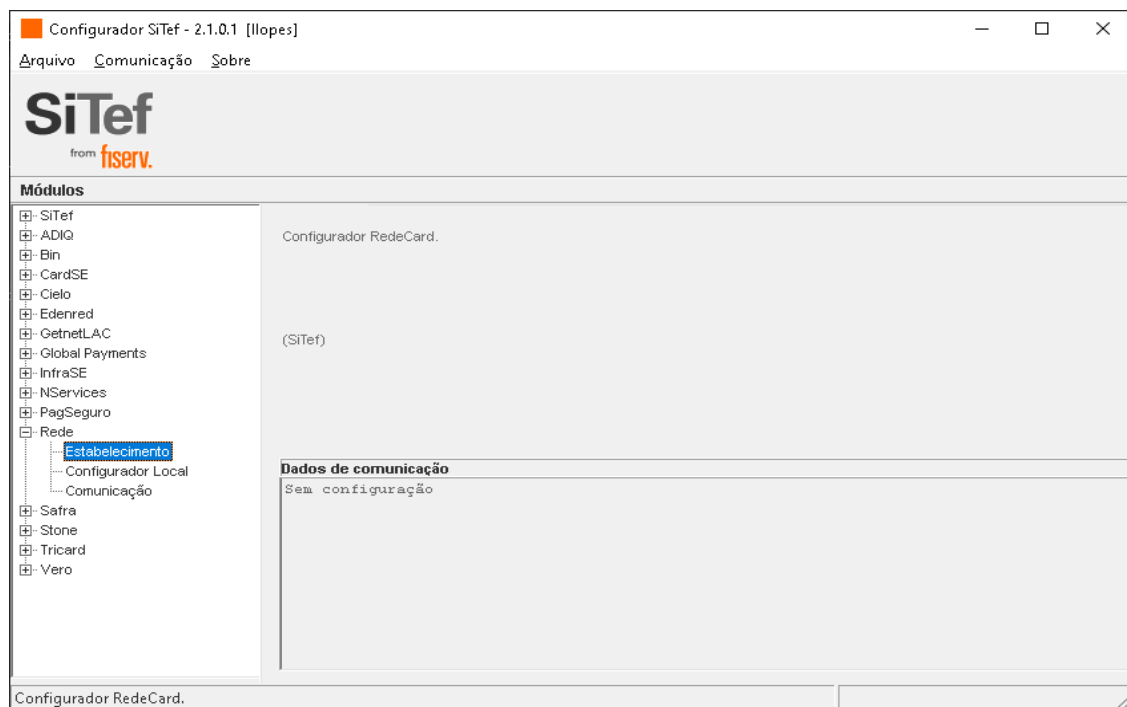 Configurador SiTef - 2.1.0.1 [llopes]
Arquivo Comunicação Sobre
SiTef
from fiserv.
Módulos
SiTef
ADIQ
Bin
CardSE
Cielo
Edenred
GetnetLAC
Global Payments
InfraSE
NServices
PagSeguro
Rede
Estabelecimento
Configurador Local
Comunicação
Safra
Stone
Tricard
Vero
Configurador RedeCard.
(SiTef)
Dados de comunicação
Sem configuração
Configurador RedeCard.